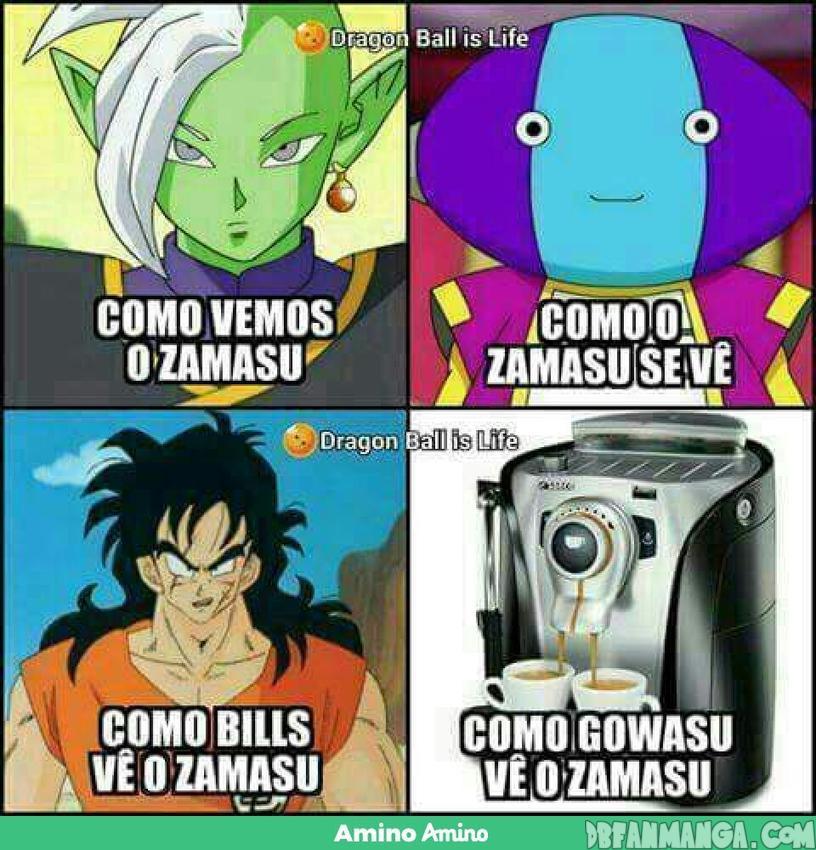 Dragon Ball is Life
COMO VEMOS
O ZAMASU
COMO O
ZAMASU SE VÊ
Dragon Ball is Life
COMO BILLS
VÊ O ZAMASU
COMO GOWASU
VÊ O ZAMASU
Amino Amino
DBFANMANGA.COM